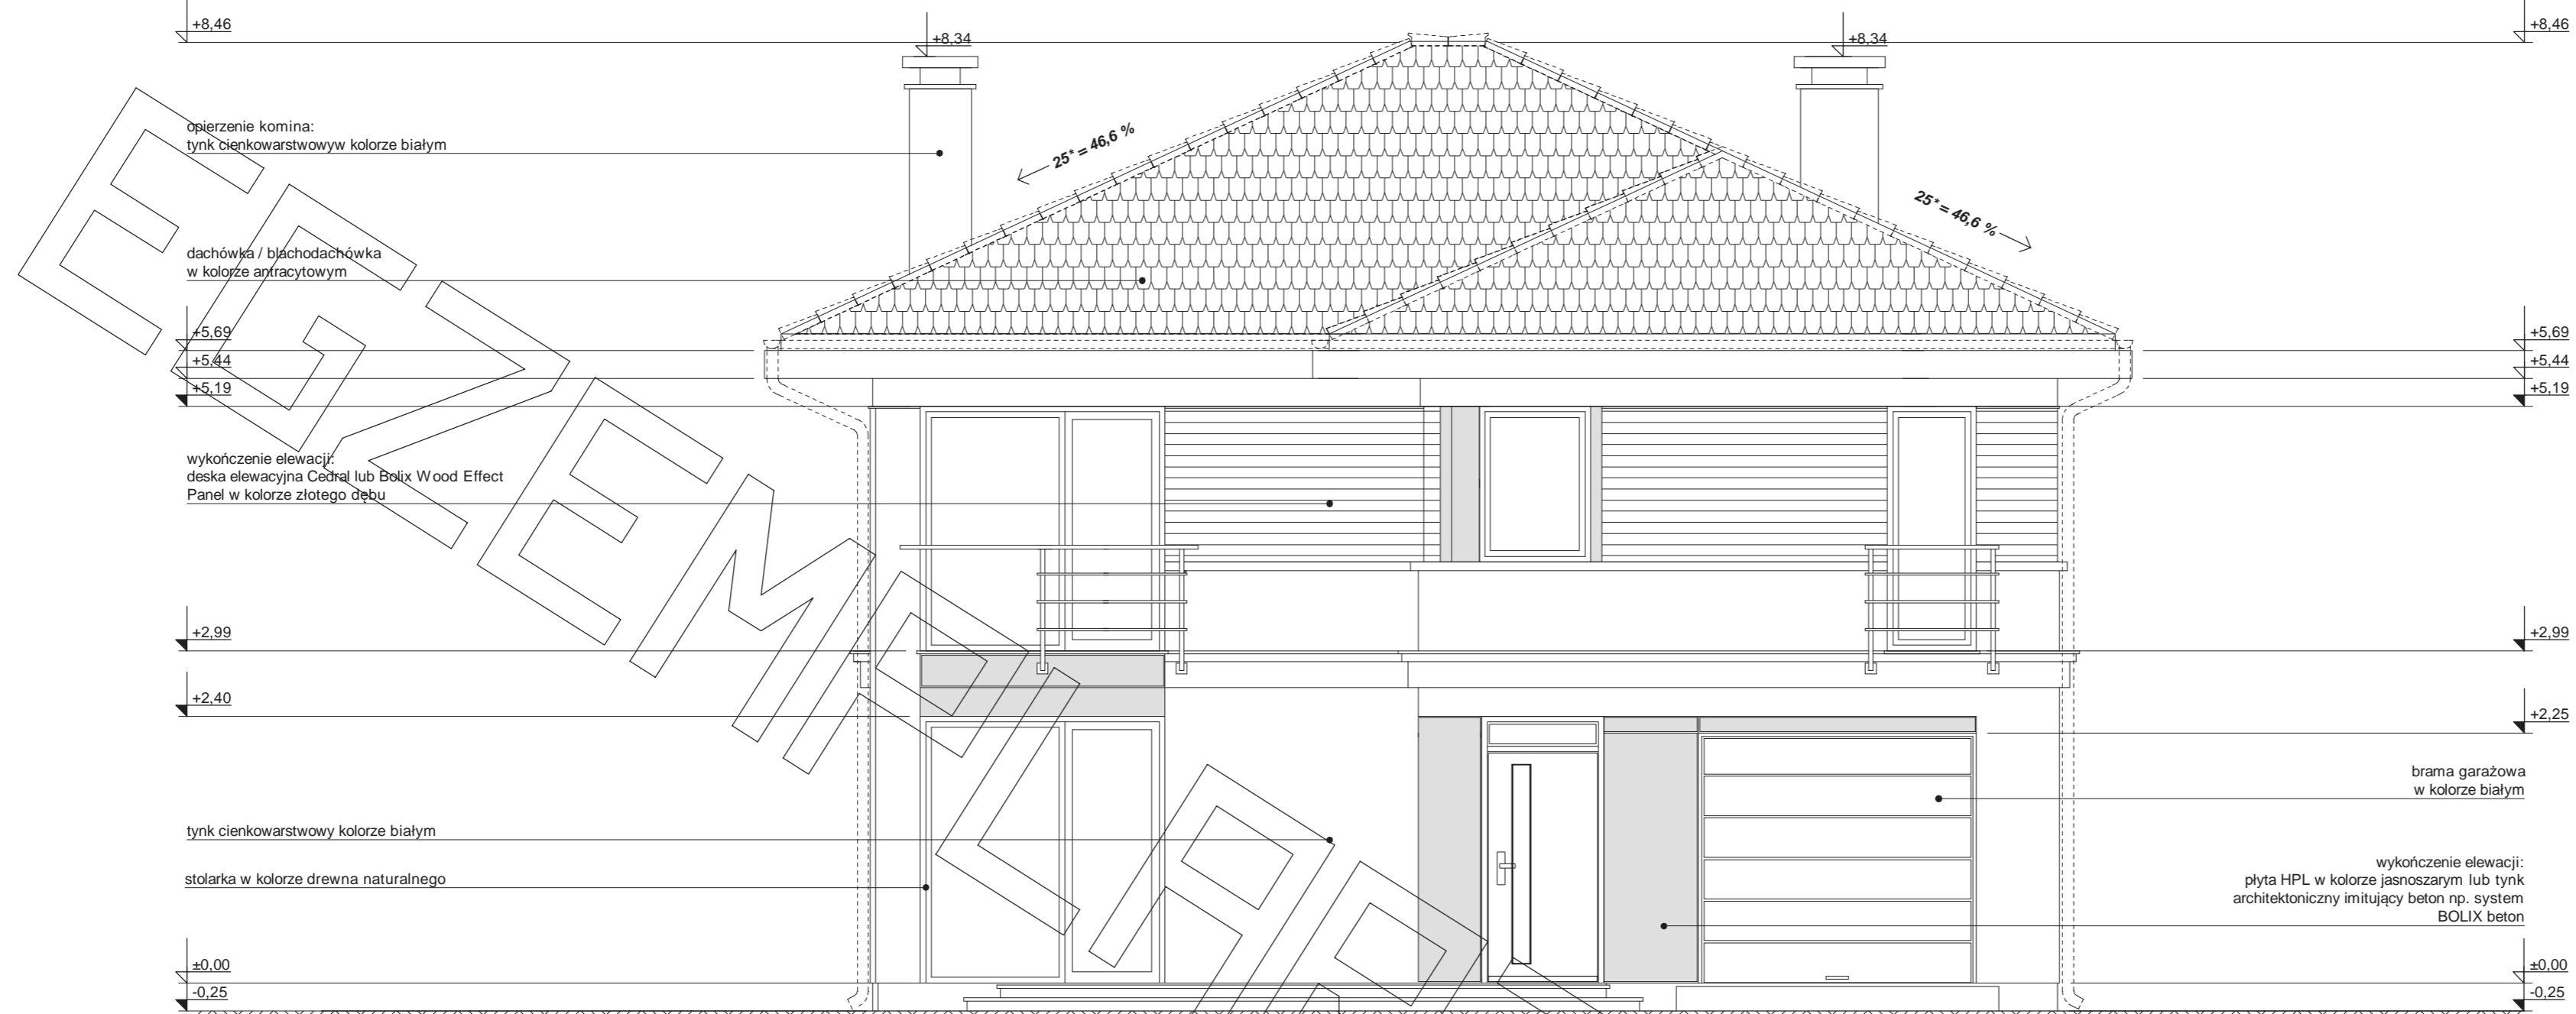 +8,46
+8,34
+8,34
+8,46
opierzenie komina:
tynk cienkowarstwowyw kolorze białym
25°= 46,6 %
25°= 46,6 %
dachówka / blachodachówka
w kolorze antracytowym
+5,69
+5,44
+5,19
+5,69
+5,44
+5,19
wykończenie elewacji:
deska elewacyjna Cedral lub Bolix Wood Effect
Panel w kolorze złotego dębu
+2,99
+2,99
+2,40
+2,25
brama garażowa
w kolorze białym
tynk cienkowarstwowy kolorze białym
stolarka w kolorze drewna naturalnego
wykończenie elewacji:
płyta HPL w kolorze jasnoszarym lub tynk
architektoniczny imitujący beton np. system
BOLIX beton
±0,00
-0,25
±0,00
-0,25